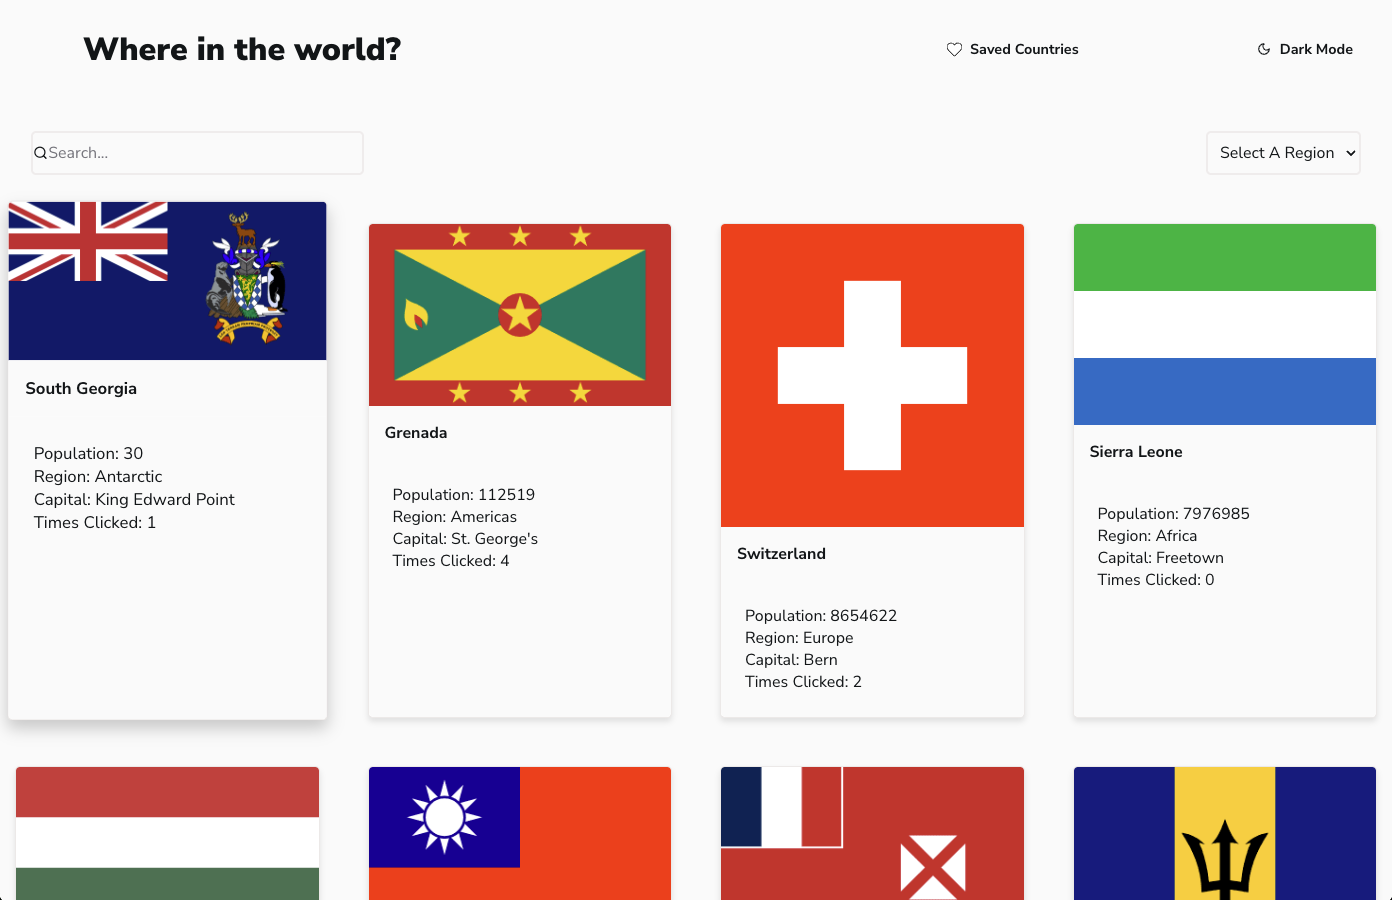 Where in the world?
Saved Countries
Dark Mode
Search...
Select A Region
South Georgia
Population: 30
Region: Antarctic
Capital: King Edward Point
Times Clicked: 1
Grenada
Population: 112519
Region: Americas
Capital: St. George's
Times Clicked: 4
Switzerland
Population: 8654622
Region: Europe
Capital: Bern
Times Clicked: 2
Sierra Leone
Population: 7976985
Region: Africa
Capital: Freetown
Times Clicked: 0